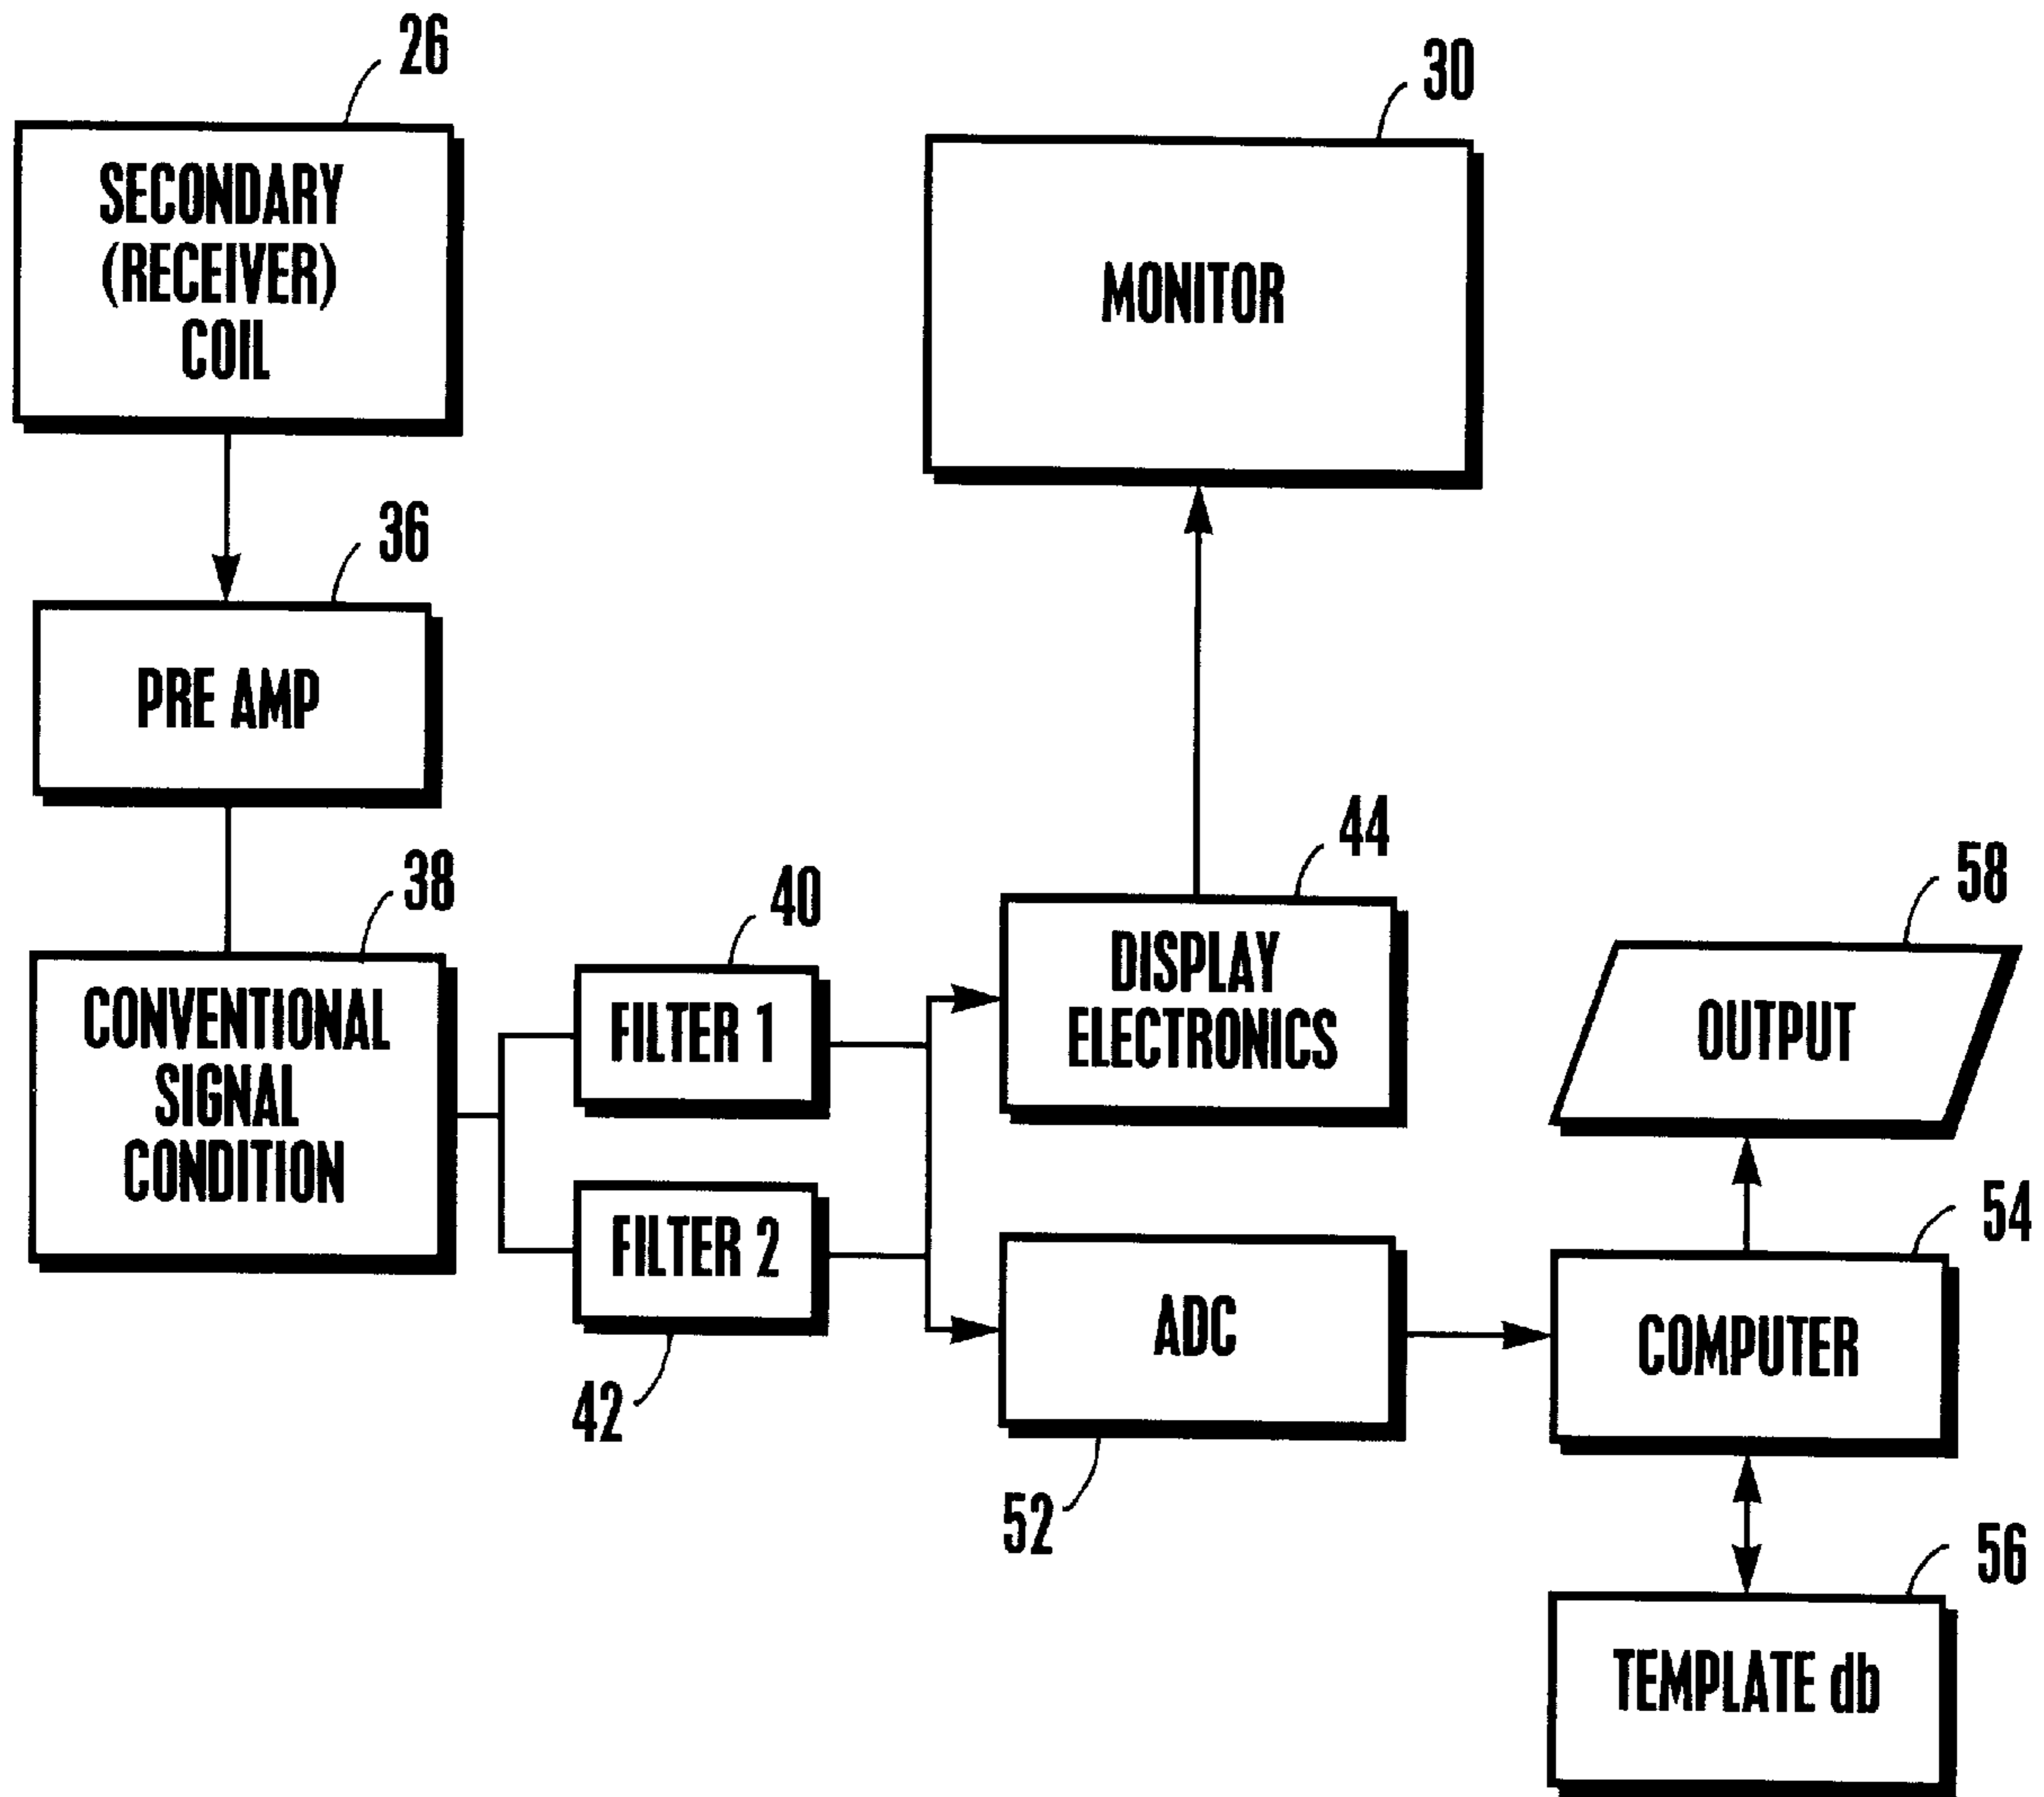 26
SECONDARY
(RECEIVER)
COIL
30
MONITOR
36
PRE AMP
38
CONVENTIONAL
SIGNAL
CONDITION
40
FILTER 1
FILTER 2
42
44
DISPLAY
ELECTRONICS
ADC
52
58
OUTPUT
54
COMPUTER
56
TEMPLATE db